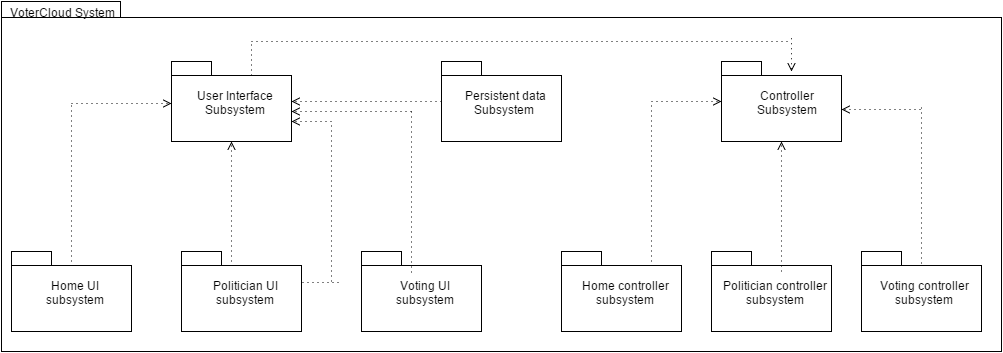 VoterCloud System
User Interface
Subsystem
Persistent data
Subsystem
Controller
Subsystem
Home UI
subsystem
Politician UI
subsystem
Voting UI
subsystem
Home controller
subsystem
Politician controller
subsystem
Voting controller
subsystem